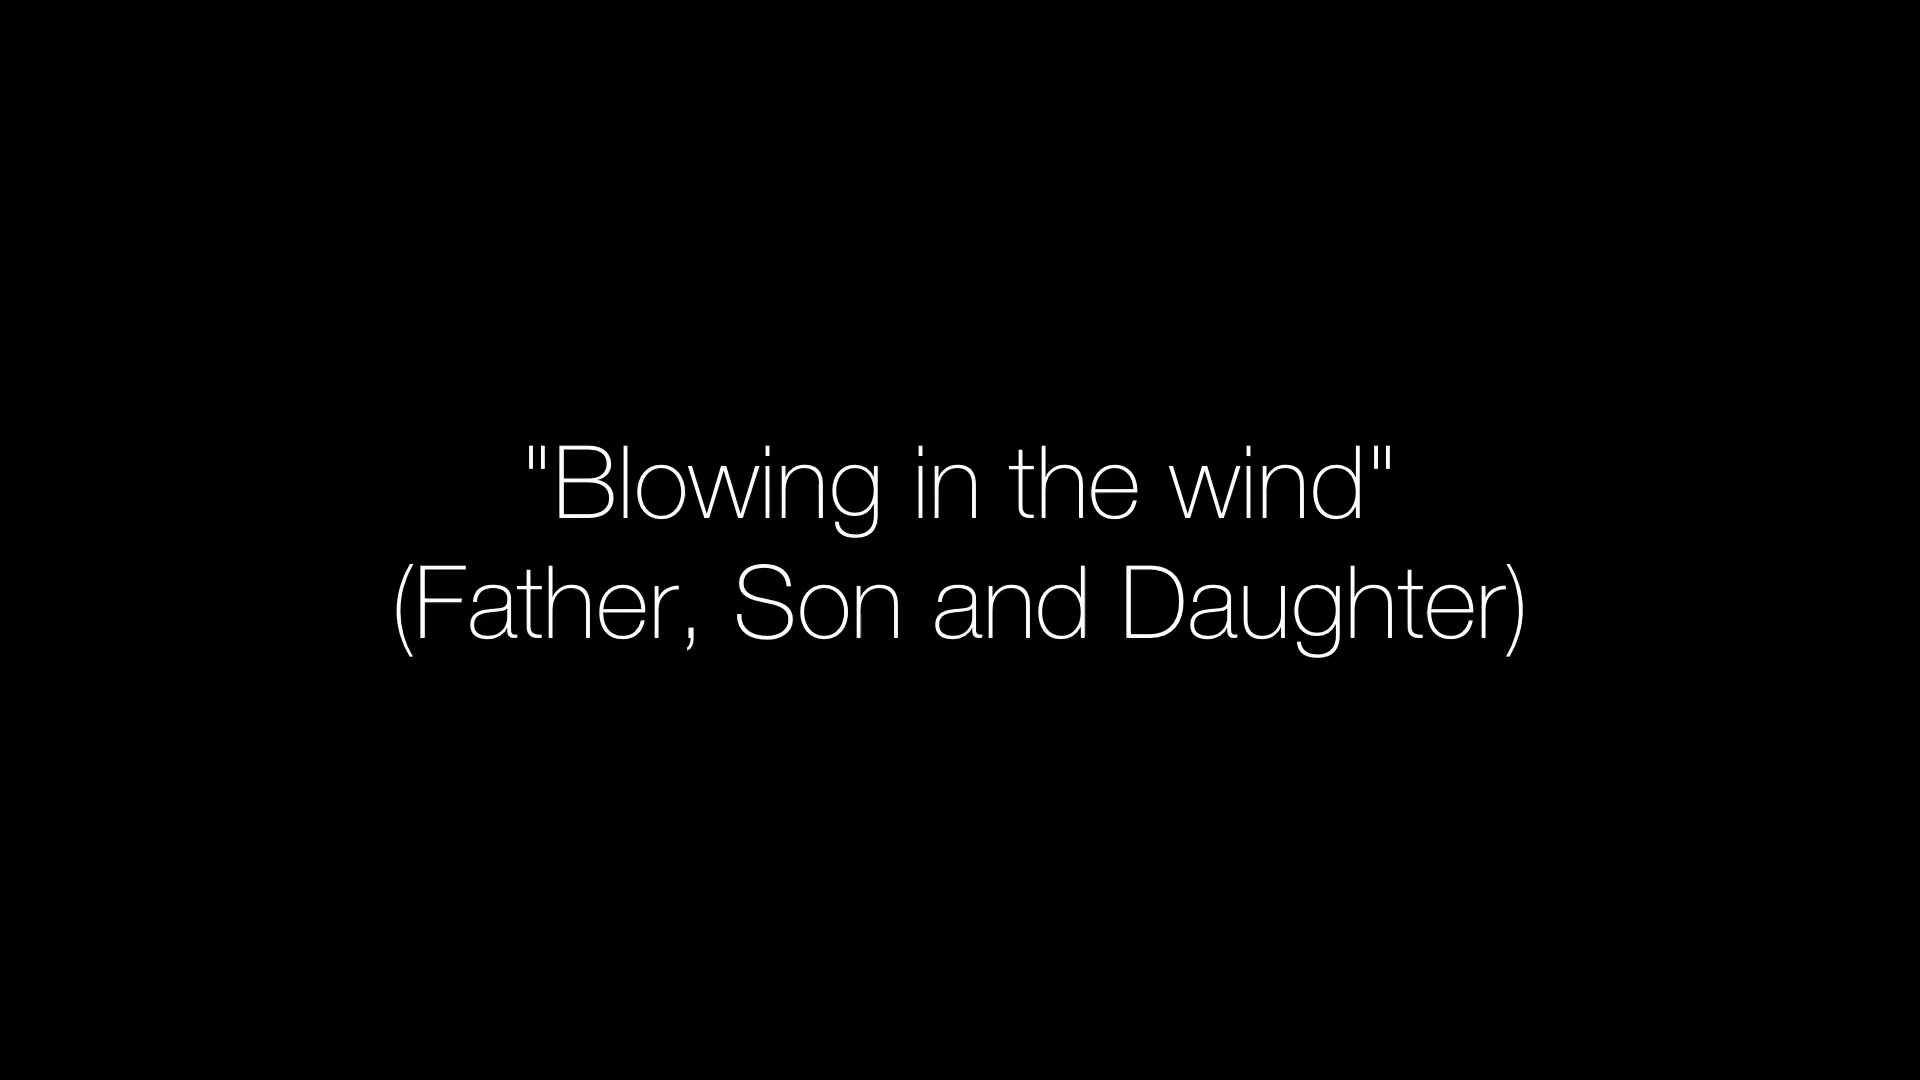 "Blowing in the wind"
(Father, Son and Daughter)